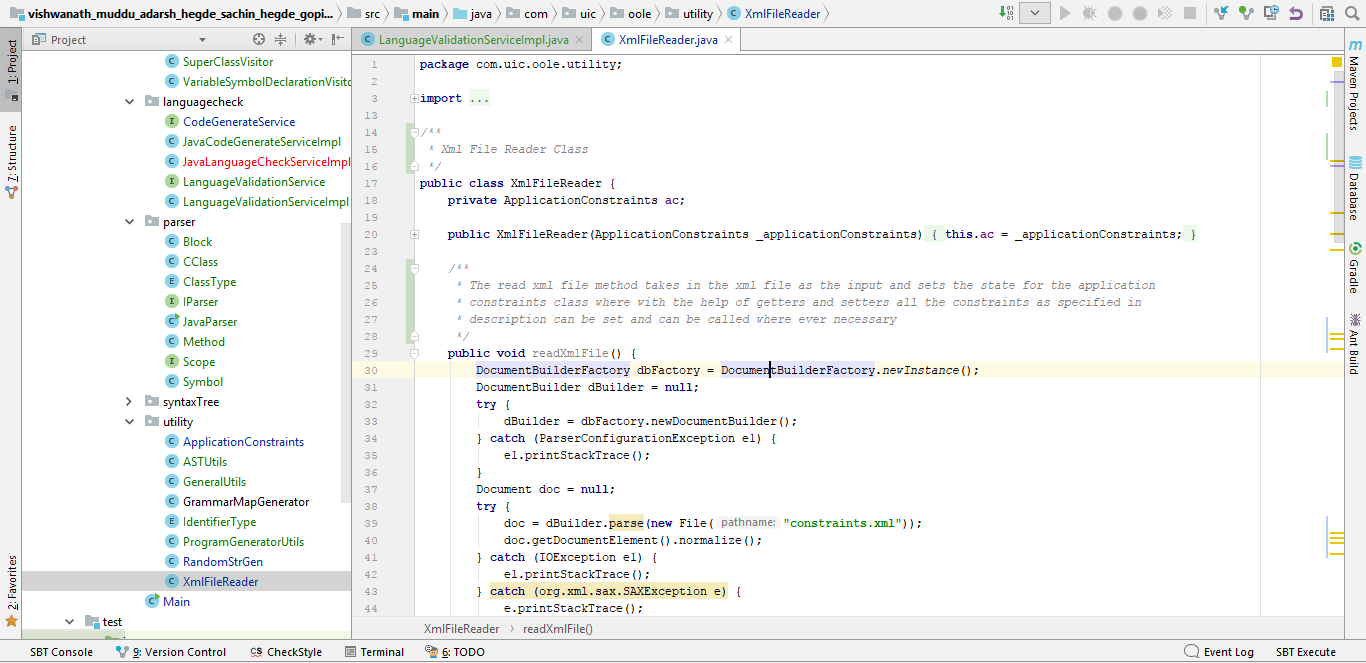 vishwanath_muddu_adarsh_hegde_sachin_hegde_gopi... src main java com uic oole utility XmlFileReader
Project
LanguageValidationServiceImpl.java
XmlFileReader.java
1: Project
7: Structure
2: Favorites
SuperClassVisitor
VariableSymbolDeclarationVisito
languagecheck
CodeGenerateService
JavaCodeGenerateServiceImpl
JavaLanguageCheckServiceImpl
LanguageValidationService
LanguageValidationServiceImpl
parser
Block
CClass
ClassType
IParser
JavaParser
Method
Scope
Symbol
syntaxTree
utility
ApplicationConstraints
ASTUtils
GeneralUtils
GrammarMapGenerator
IdentifierType
ProgramGeneratorUtils
RandomStrGen
XmlFileReader
Main
test
1 package com.uic.oole.utility;
2
3 import ...
13
14 /**
15 * Xml File Reader Class
16 */
17 public class XmlFileReader {
18 private ApplicationConstraints ac;
19
20 public XmlFileReader(ApplicationConstraints _applicationConstraints) { this.ac = _applicationConstraints; }
23
24 /**
25 * The read xml file method takes in the xml file as the input and sets the state for the application
26 * constraints class where with the help of getters and setters all the constraints as specified in
27 * description can be set and can be called where ever necessary
28 */
29 public void readXmlFile() {
30 DocumentBuilderFactory dbFactory = DocumentBuilderFactory.newInstance();
31 DocumentBuilder dBuilder = null;
32 try {
33 dBuilder = dbFactory.newDocumentBuilder();
34 } catch (ParserConfigurationException e1) {
35 e1.printStackTrace();
36 }
37 Document doc = null;
38 try {
39 doc = dBuilder.parse(new File( pathname: "constraints.xml"));
40 doc.getDocumentElement().normalize();
41 } catch (IOException e1) {
42 e1.printStackTrace();
43 } catch (org.xml.sax.SAXException e) {
44 e.printStackTrace();
XmlFileReader > readXmlFile()
Maven Projects
Database
Gradle
Ant Build
SBT Console
9: Version Control
CS CheckStyle
Terminal
6: TODO
Event Log
SBT Execute